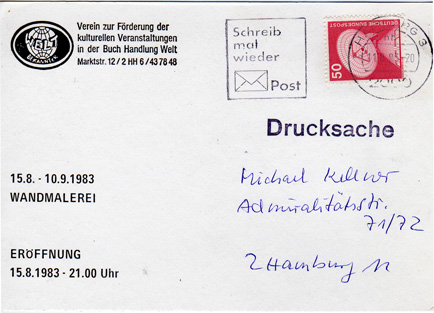 WELT
Verein zur Förderung der
kulturellen Veranstaltungen
in der Buch Handlung Welt
Marktstr. 12/2 HH 6/43 78 48
Schreib
mal
wieder
Post
DEUTSCHE BUNDESPOST
50
Drucksache
15.8. - 10.9.1983
WANDMALEREI
ERÖFFNUNG
15.8.1983 - 21.00 Uhr
Michael Kellner
Admiralitätsstr.
71/72
2 Hamburg 11